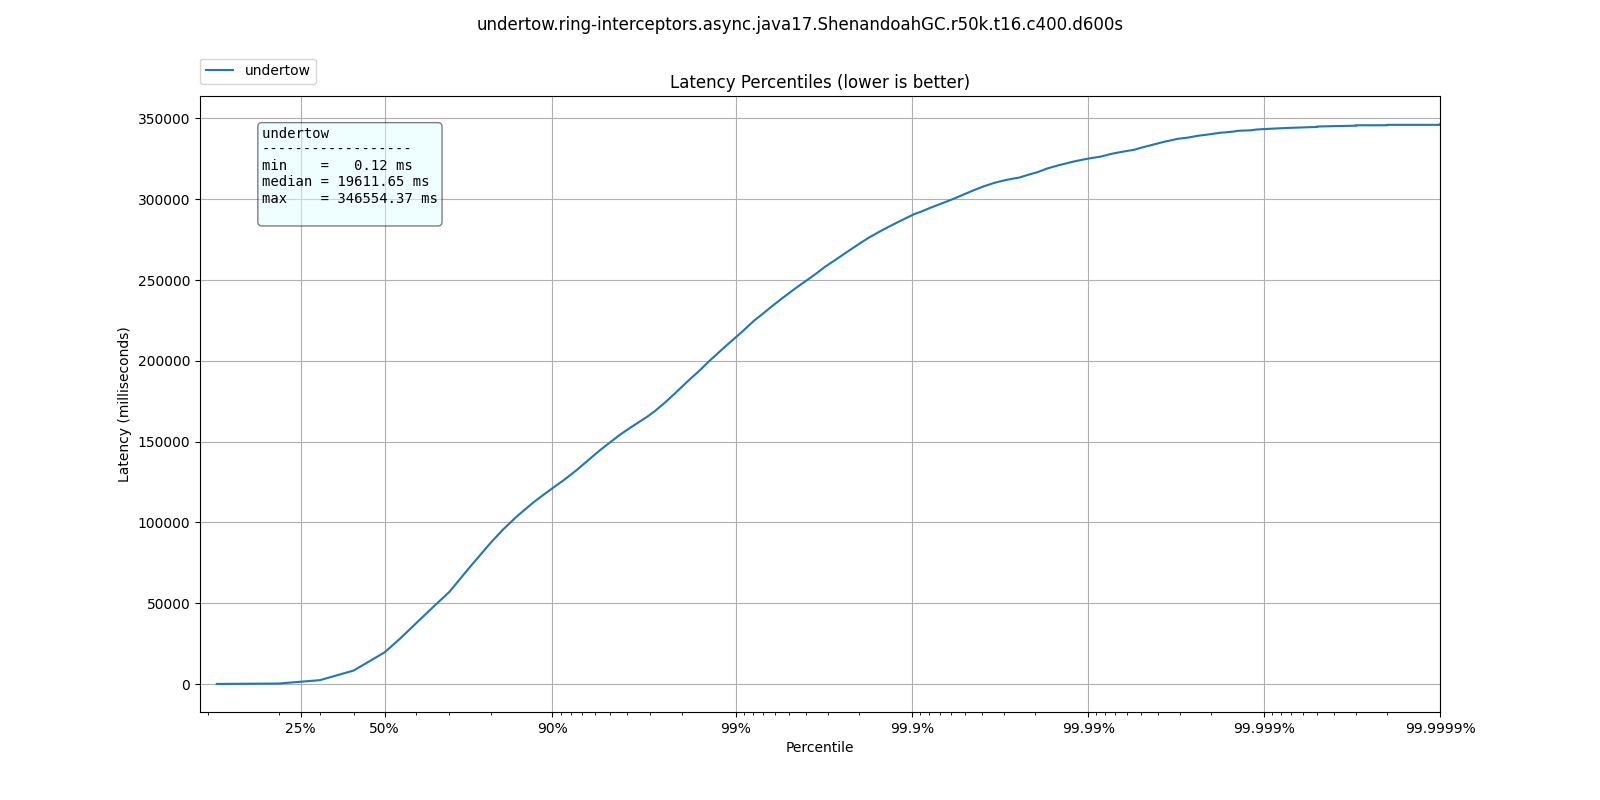 undertow.ring-interceptors.async.java17.ShenandoahGC.r50k.t16.c400.d600s
undertow
Latency Percentiles (lower is better)
350000
300000
250000
200000
150000
100000
50000
0
Latency (milliseconds)
undertow
------------------
min    =   0.12 ms
median = 19611.65 ms
max    = 346554.37 ms
25% 50% 90% 99% 99.9% 99.99% 99.999% 99.9999%
Percentile